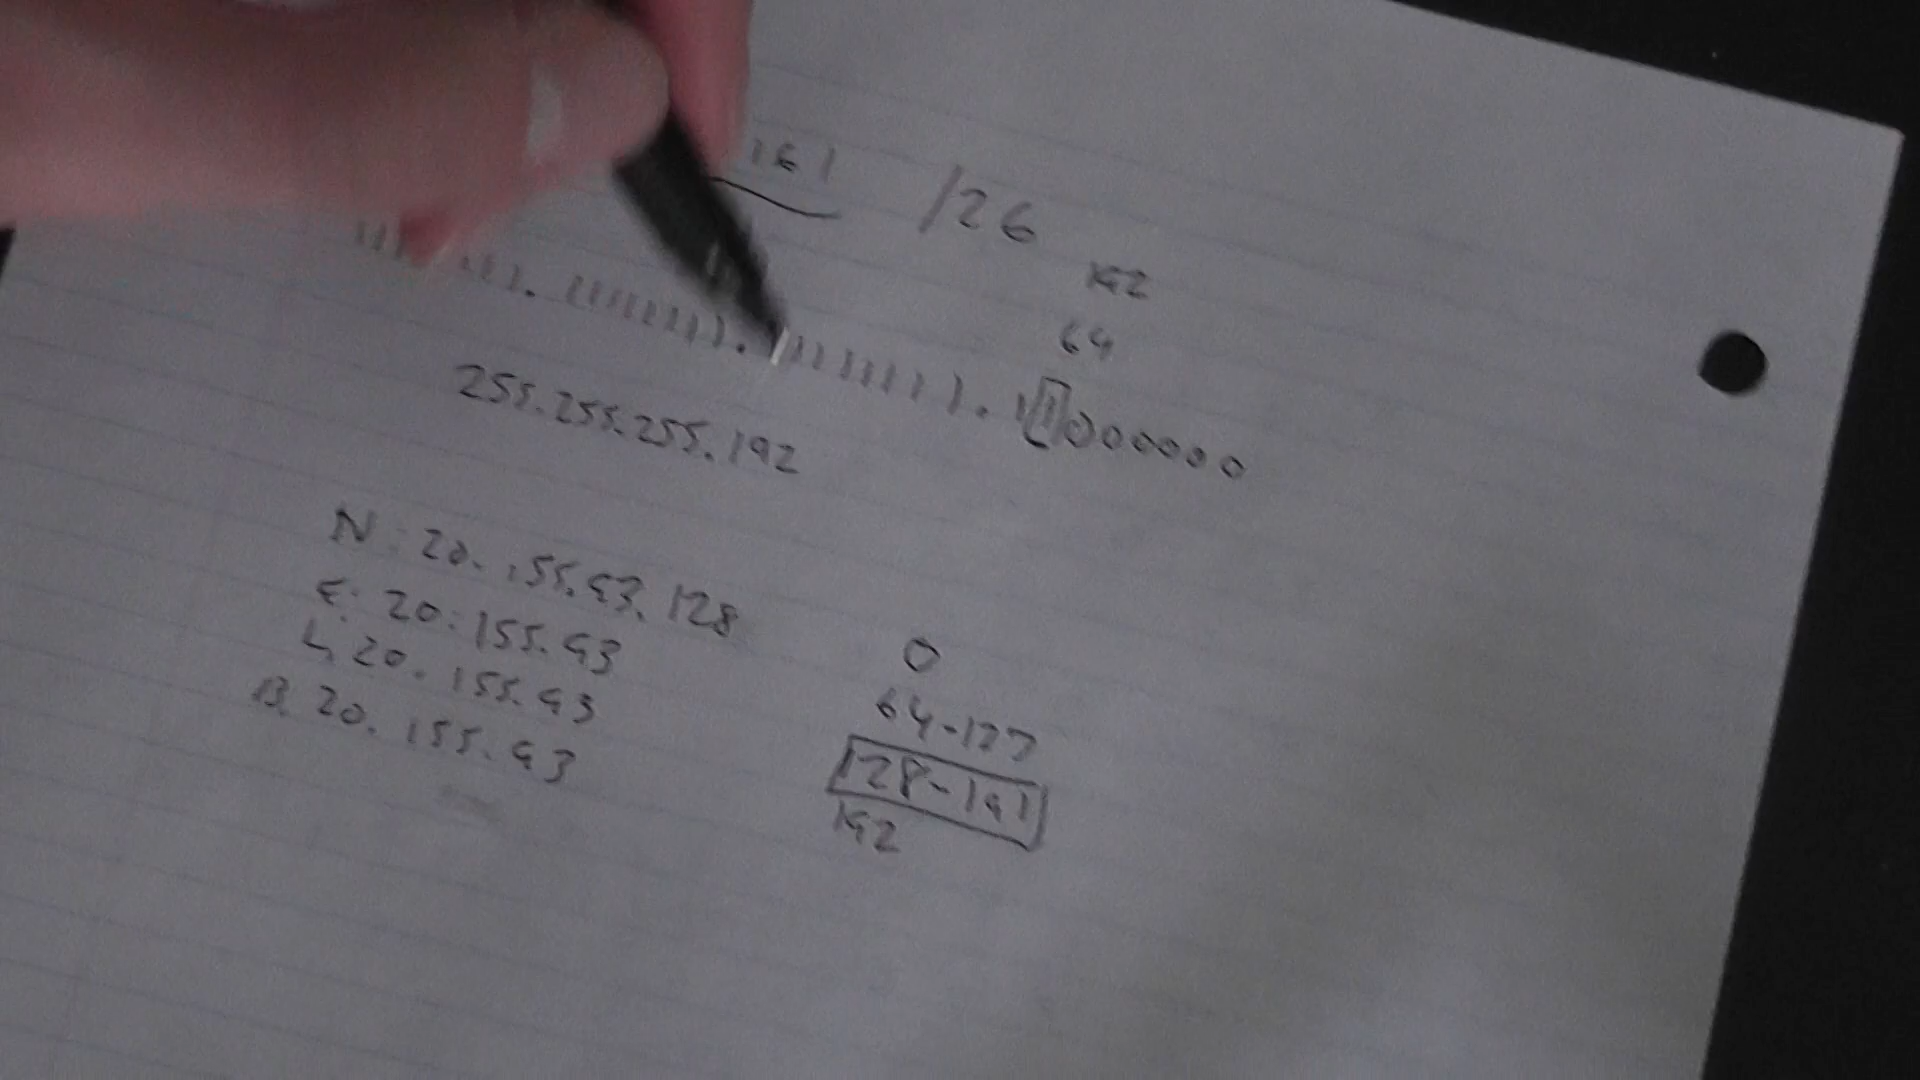 161 /26
192
64
11111111.11111111.11000000
255.255.255.192
N: 20.155.93.128
F: 20:155.93
L, 20.155.93
B, 20.155.93
0
64-127
128-191
192